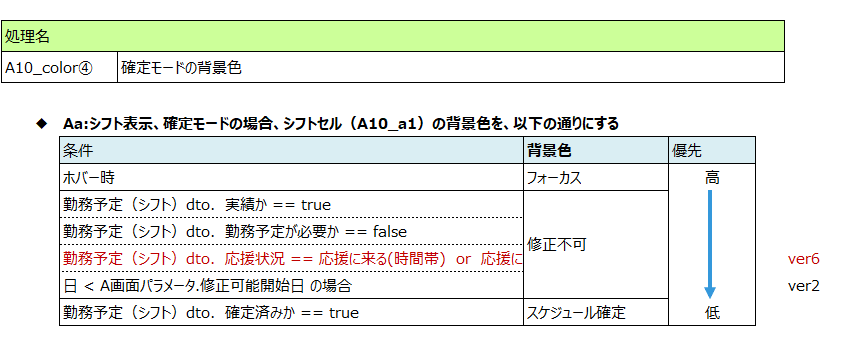 処理名
A10_color④ 確定モードの背景色
◆ Aa:シフト表示、確定モードの場合、シフトセル（A10_a1）の背景色を、以下の通りにする
条件 背景色 優先
ホバー時 フォーカス 高
勤務予定（シフト）dto．実績か == true
勤務予定（シフト）dto．勤務予定が必要か == false
修正不可
勤務予定（シフト）dto．応援状況 == 応援に来る(時間帯) or 応援に ver6
日 < A画面パラメータ.修正可能開始日 の場合 ver2
勤務予定（シフト）dto．確定済みか == true スケジュール確定 低